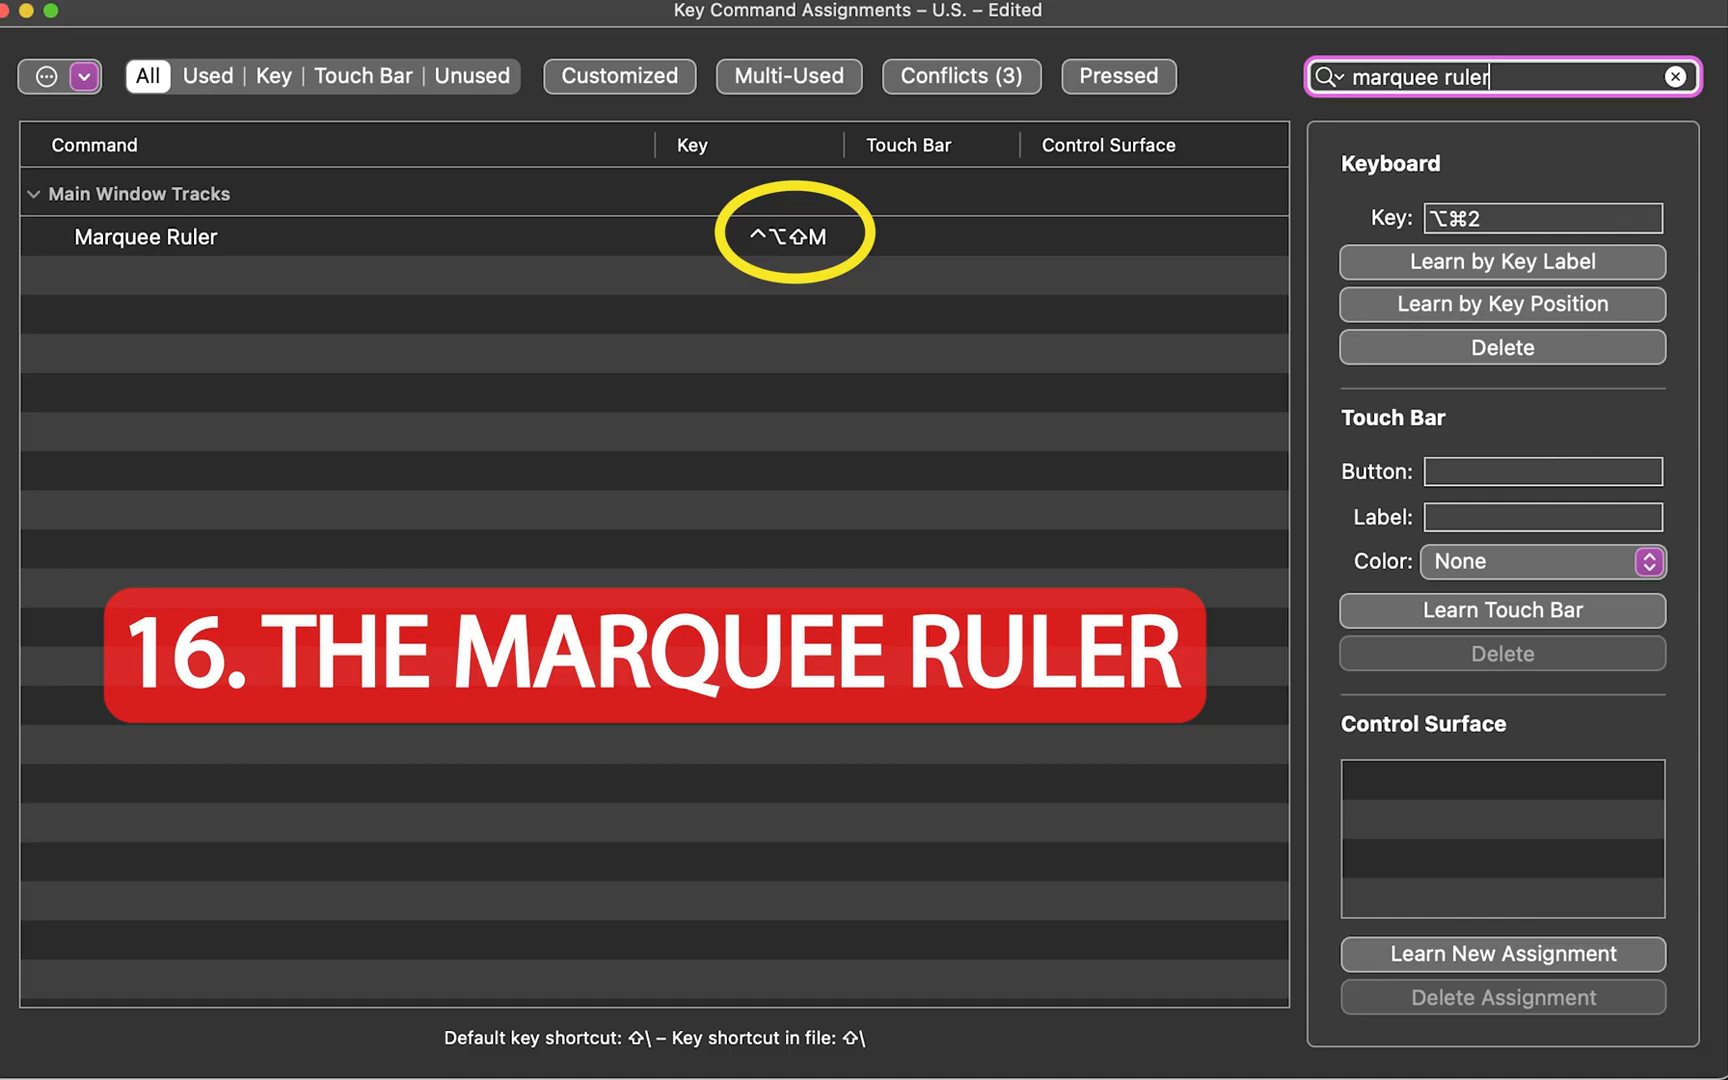 Key Command Assignments – U.S. – Edited
All Used Key Touch Bar Unused Customized Multi-Used Conflicts (3) Pressed marquee ruler
Command Key Touch Bar Control Surface
Main Window Tracks
Marquee Ruler ^⌥⇧M
16. THE MARQUEE RULER
Default key shortcut: ⇧\ – Key shortcut in file: ⇧\
Keyboard
Key: ⌥⌘2
Learn by Key Label
Learn by Key Position
Delete
Touch Bar
Button:
Label:
Color: None
Learn Touch Bar
Delete
Control Surface
Learn New Assignment
Delete Assignment